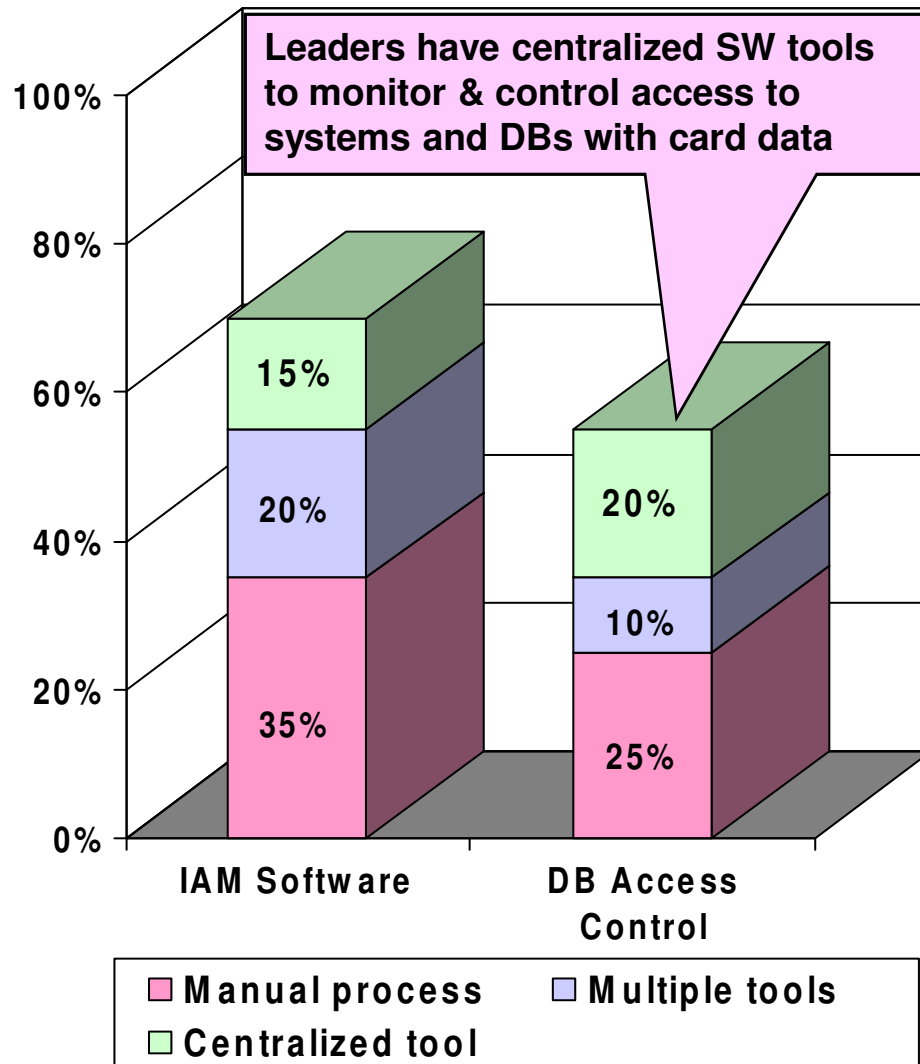 Leaders have centralized SW tools
to monitor & control access to
systems and DBs with card data
100%
80%
60%
40%
20%
0%
15%
20%
35%
20%
10%
25%
IAM Software
DB Access
Control
Manual process
Multiple tools
Centralized tool